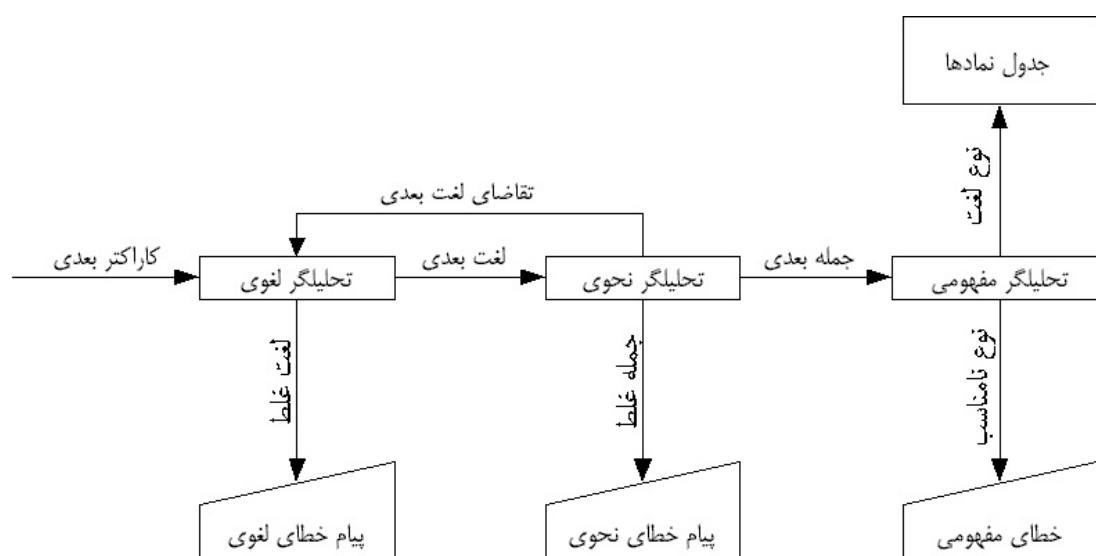 جدول نمادها
نوع لغت
تقاضای لغت بعدی
کاراکتر بعدی
تحلیلگر لغوی
لغت بعدی
تحلیلگر نحوی
جمله بعدی
تحلیلگر مفهومی
لغت غلط
جمله غلط
نوع نامناسب
پیام خطای لغوی
پیام خطای نحوی
خطای مفهومی